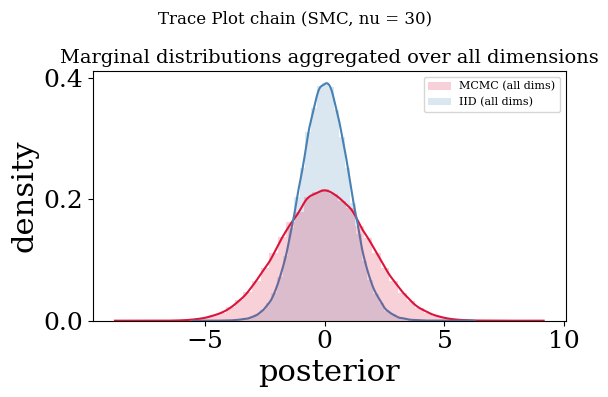 Trace Plot chain (SMC, nu = 30)
Marginal distributions aggregated over all dimensions
MCMC (all dims)
IID (all dims)
density
0.4
0.2
0.0
−5
0
5
10
posterior